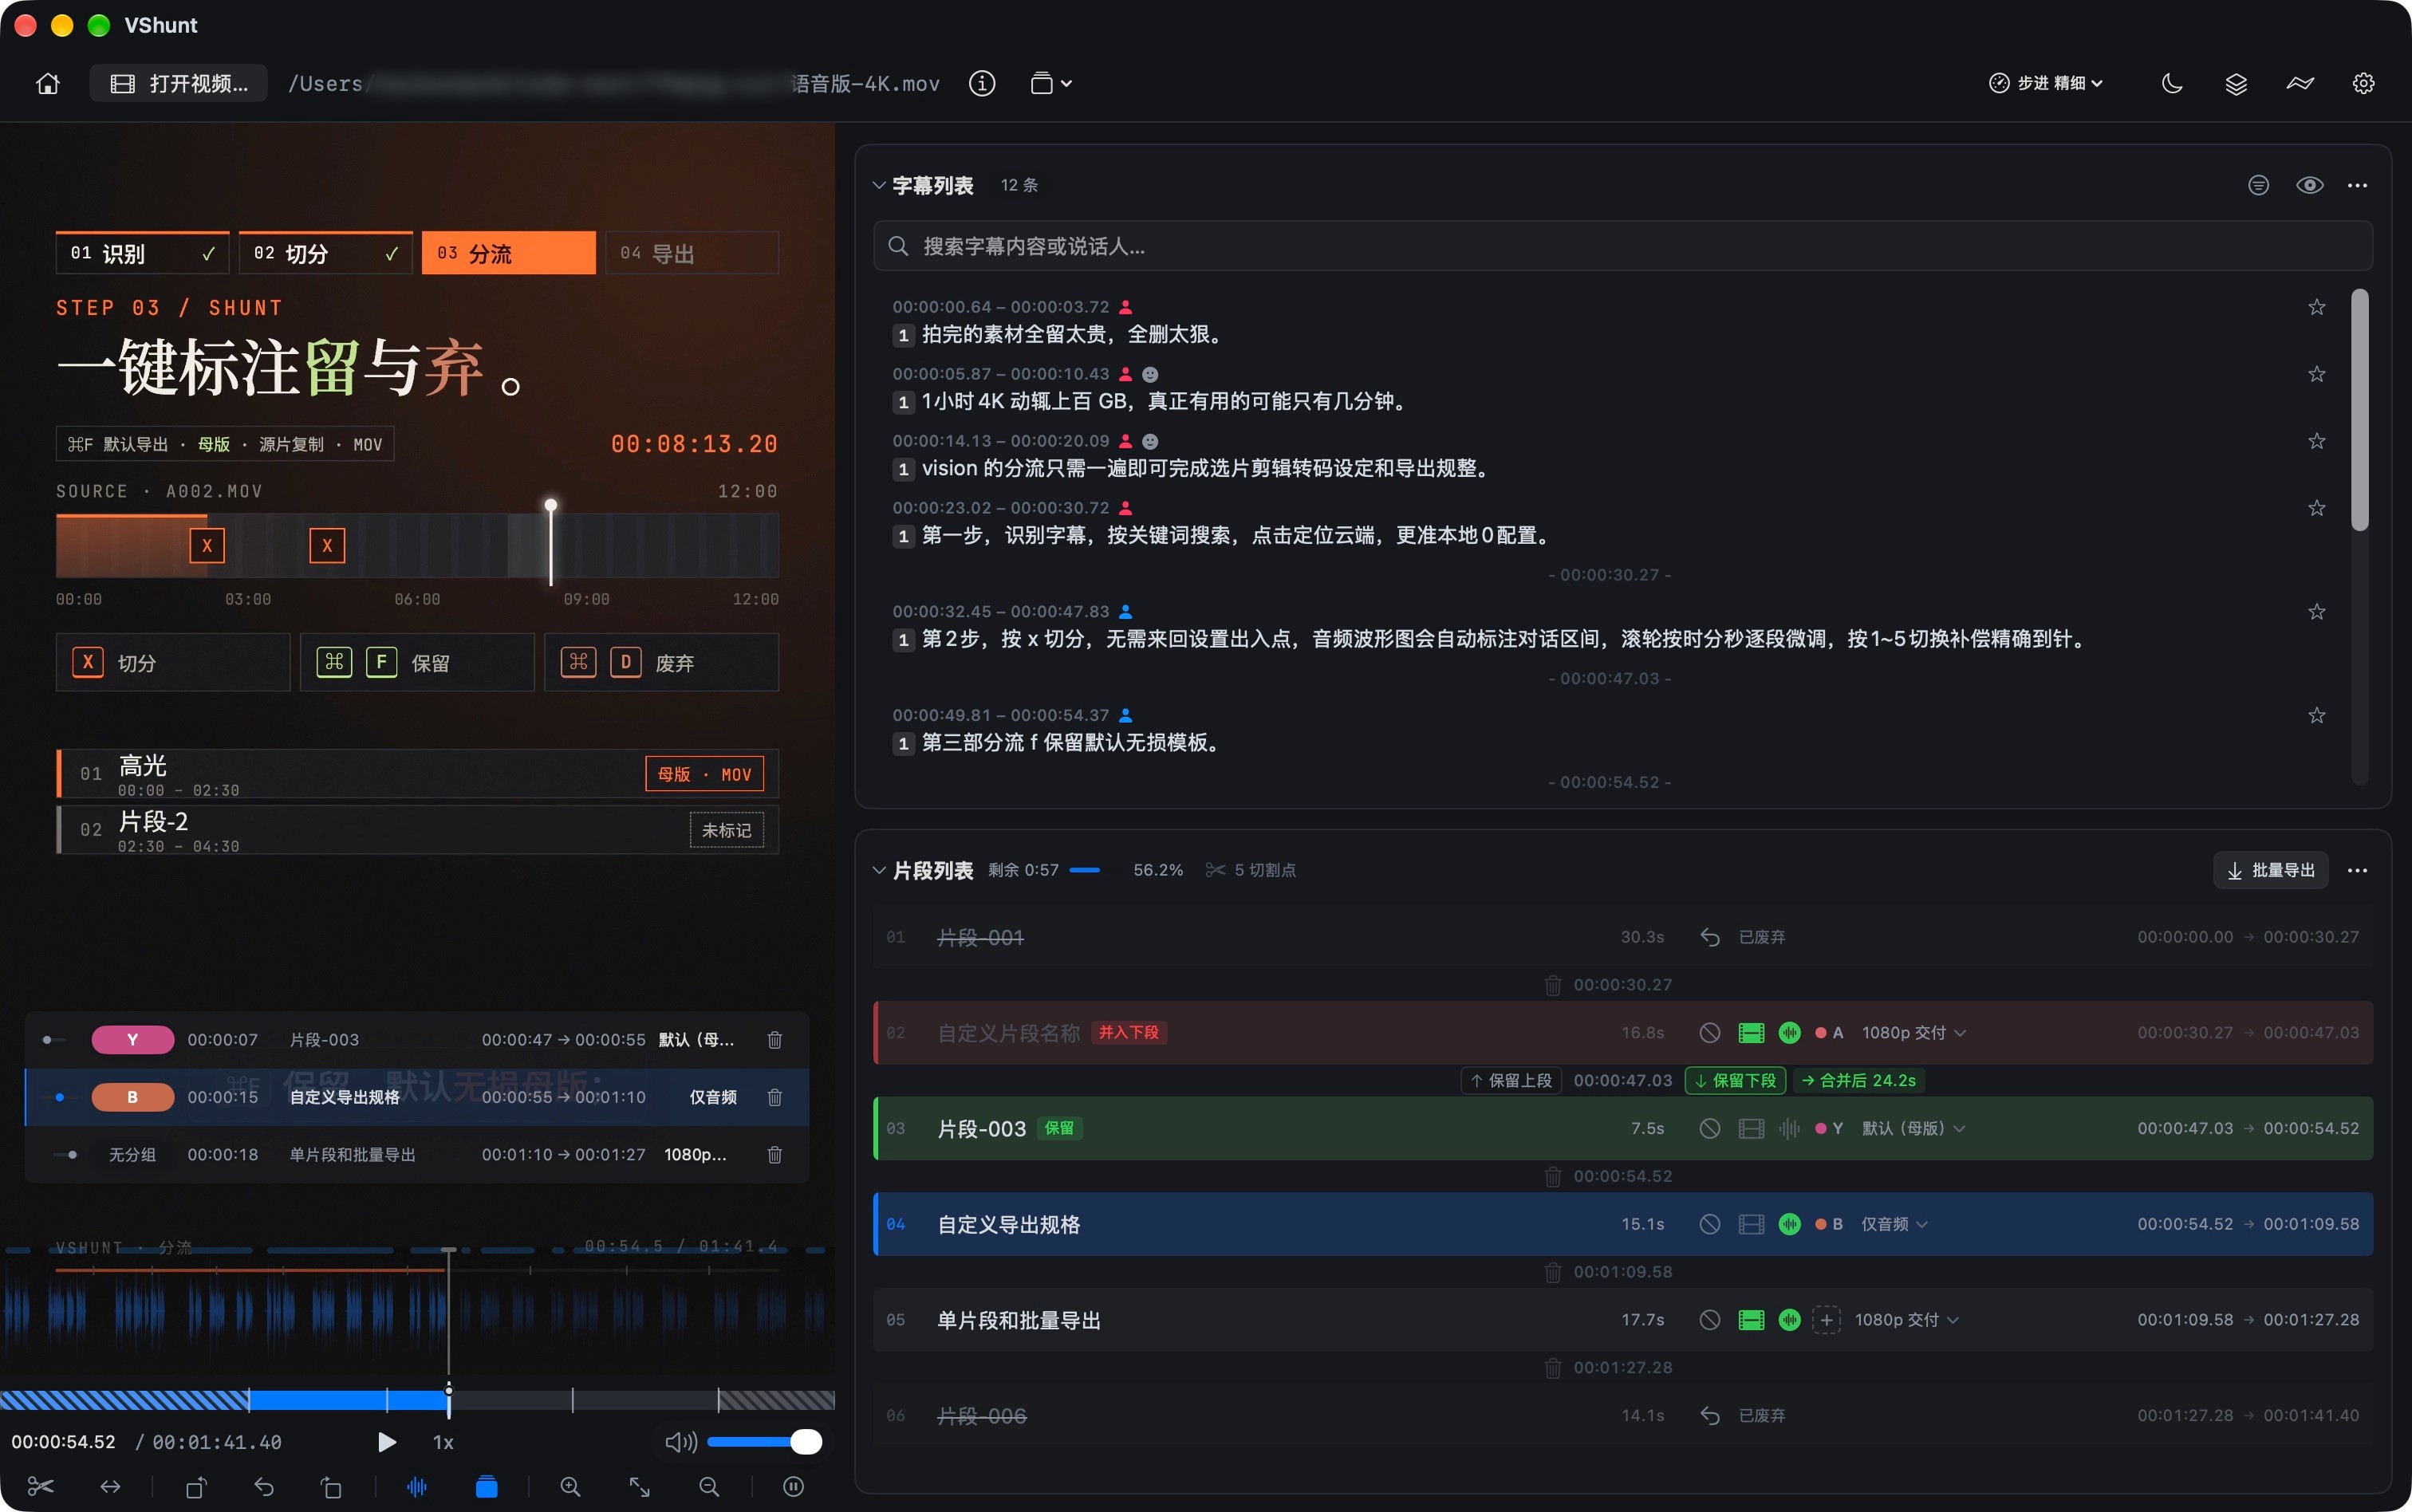 VShunt
打开视频...
/Users/
语音版-4K.mov
步进 精细
01 识别 ✓
02 切分 ✓
03 分流
04 导出
STEP 03 / SHUNT
一键标注留与弃。
⌘F 默认导出 · 母版 · 源片复制 · MOV
00:08:13.20
SOURCE · A002.MOV
12:00
X
X
00:00
03:00
06:00
09:00
12:00
X 切分
⌘ F 保留
⌘ D 废弃
01 高光
00:00 – 02:30
母版 · MOV
02 片段-2
02:30 – 04:30
未标记
Y 00:00:07 片段-003 00:00:47 → 00:00:55 默认 (母...
⌘F 保留 默认无损母版;
B 00:00:15 自定义导出规格 00:00:55 → 00:01:10 仅音频
无分组 00:00:18 单片段和批量导出 00:01:10 → 00:01:27 1080p...
VSHUNT · 分流
00:54.5 / 01:41.4
00:00:54.52 / 00:01:41.40
1x
字幕列表 12 条
搜索字幕内容或说话人...
00:00:00.64 – 00:00:03.72
1 拍完的素材全留太贵，全删太狠。
00:00:05.87 – 00:00:10.43
1 1小时 4K 动辄上百 GB，真正有用的可能只有几分钟。
00:00:14.13 – 00:00:20.09
1 vision 的分流只需一遍即可完成选片剪辑转码设定和导出规整。
00:00:23.02 – 00:00:30.72
1 第一步，识别字幕，按关键词搜索，点击定位云端，更准本地 0 配置。
- 00:00:30.27 -
00:00:32.45 – 00:00:47.83
1 第 2 步，按 x 切分，无需来回设置出入点，音频波形图会自动标注对话区间，滚轮按时分秒逐段微调，按 1~5 切换补偿精确到针。
- 00:00:47.03 -
00:00:49.81 – 00:00:54.37
1 第三部分流 f 保留默认无损模板。
- 00:00:54.52 -
片段列表 剩余 0:57 56.2% 5 切割点
批量导出
01 片段-001 30.3s 已废弃 00:00:00.00 → 00:00:30.27
00:00:30.27
02 自定义片段名称 并入下段 16.8s A 1080p 交付 00:00:30.27 → 00:00:47.03
↑ 保留上段 00:00:47.03 ↓ 保留下段 → 合并后 24.2s
03 片段-003 保留 7.5s Y 默认 (母版) 00:00:47.03 → 00:00:54.52
00:00:54.52
04 自定义导出规格 15.1s B 仅音频 00:00:54.52 → 00:01:09.58
00:01:09.58
05 单片段和批量导出 17.7s 1080p 交付 00:01:09.58 → 00:01:27.28
00:01:27.28
06 片段-006 14.1s 已废弃 00:01:27.28 → 00:01:41.40